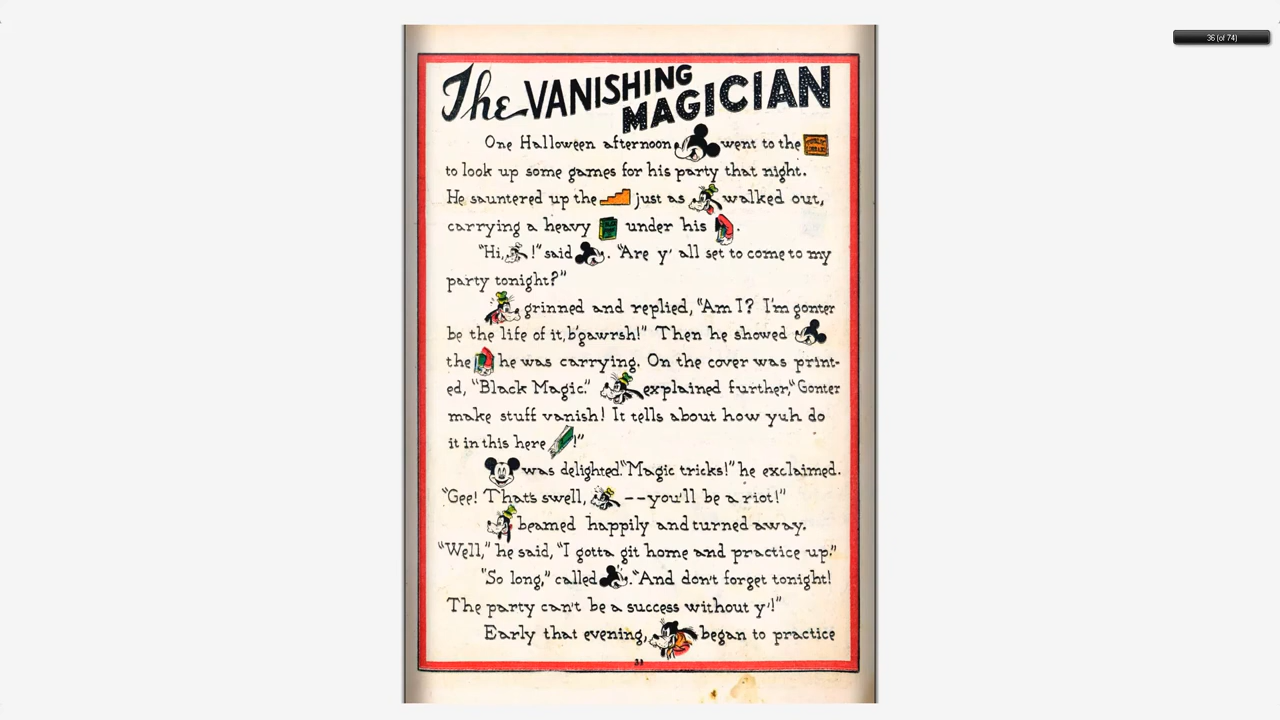 36 (of 74)
The VANISHING MAGICIAN
One Halloween afternoon went to the PUBLIC LIBRARY
to look up some games for his party that night.
He sauntered up the just as walked out,
carrying a heavy under his .
"Hi, !" said . "Are y' all set to come to my
party tonight?"
grinned and replied, "Am I? I'm gonter
be the life of it, b'gawrsh!" Then he showed
the he was carrying. On the cover was print-
ed, "Black Magic." explained further, "Gonter
make stuff vanish! It tells about how yuh do
it in this here !"
was delighted. "Magic tricks!" he exclaimed.
"Gee! That's swell, --you'll be a riot!"
beamed happily and turned away.
"Well," he said, "I gotta git home and practice up."
"So long," called . "And don't forget tonight!
The party can't be a success without y'!"
Early that evening, began to practice